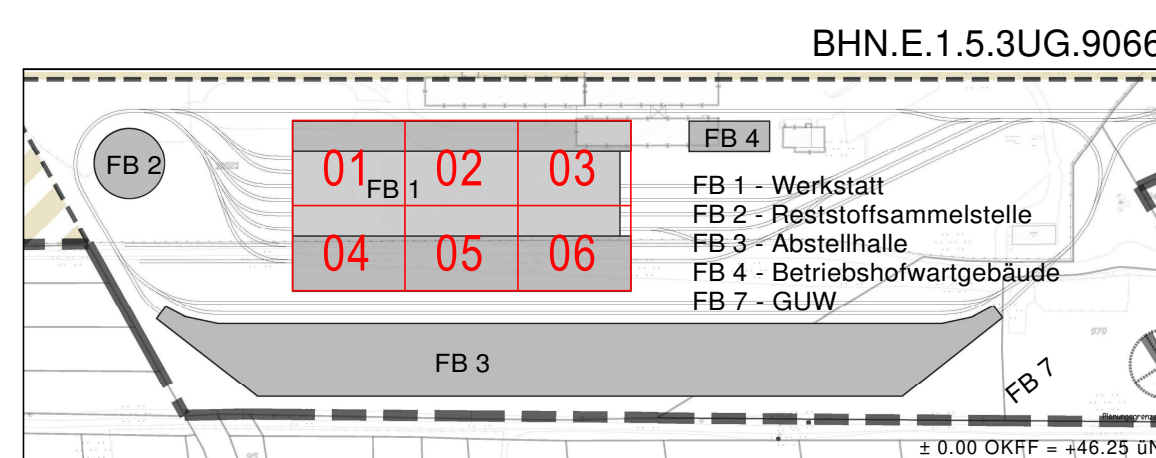 BHN.E.1.5.3UG.9066
FB 2
01
02
03
FB 1
FB 4
04
05
06
FB 1 - Werkstatt
FB 2 - Reststoffsammelstelle
FB 3 - Abstellhalle
FB 4 - Betriebshofwartgebäude
FB 7 - GUW
970
FB 3
FB 7
Planungsgrenze
± 0.00 OKFF = +46.25 üN